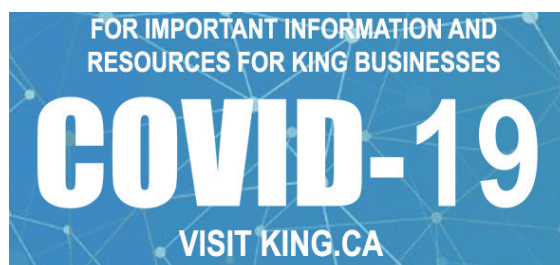 FOR IMPORTANT INFORMATION AND
RESOURCES FOR KING BUSINESSES
COVID-19
VISIT KING.CA